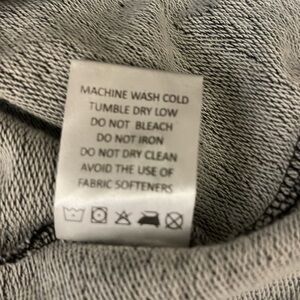 MACHINE WASH COLD
TUMBLE DRY LOW
DO NOT BLEACH
DO NOT IRON
DO NOT DRY CLEAN
AVOID THE USE OF
FABRIC SOFTENERS